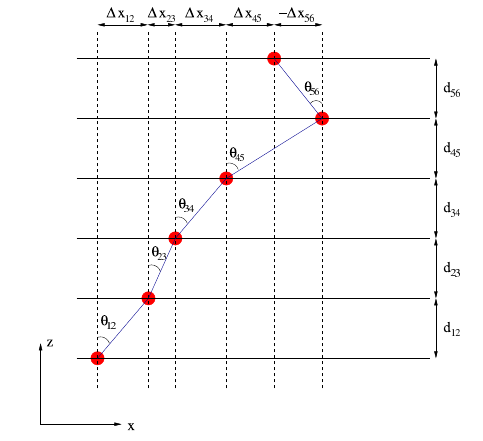 Δx₁₂ Δx₂₃ Δx₃₄ Δx₄₅ −Δx₅₆
θ₅₆
d₅₆
θ₄₅
d₄₅
θ₃₄
d₃₄
θ₂₃
d₂₃
θ₁₂
d₁₂
z
x